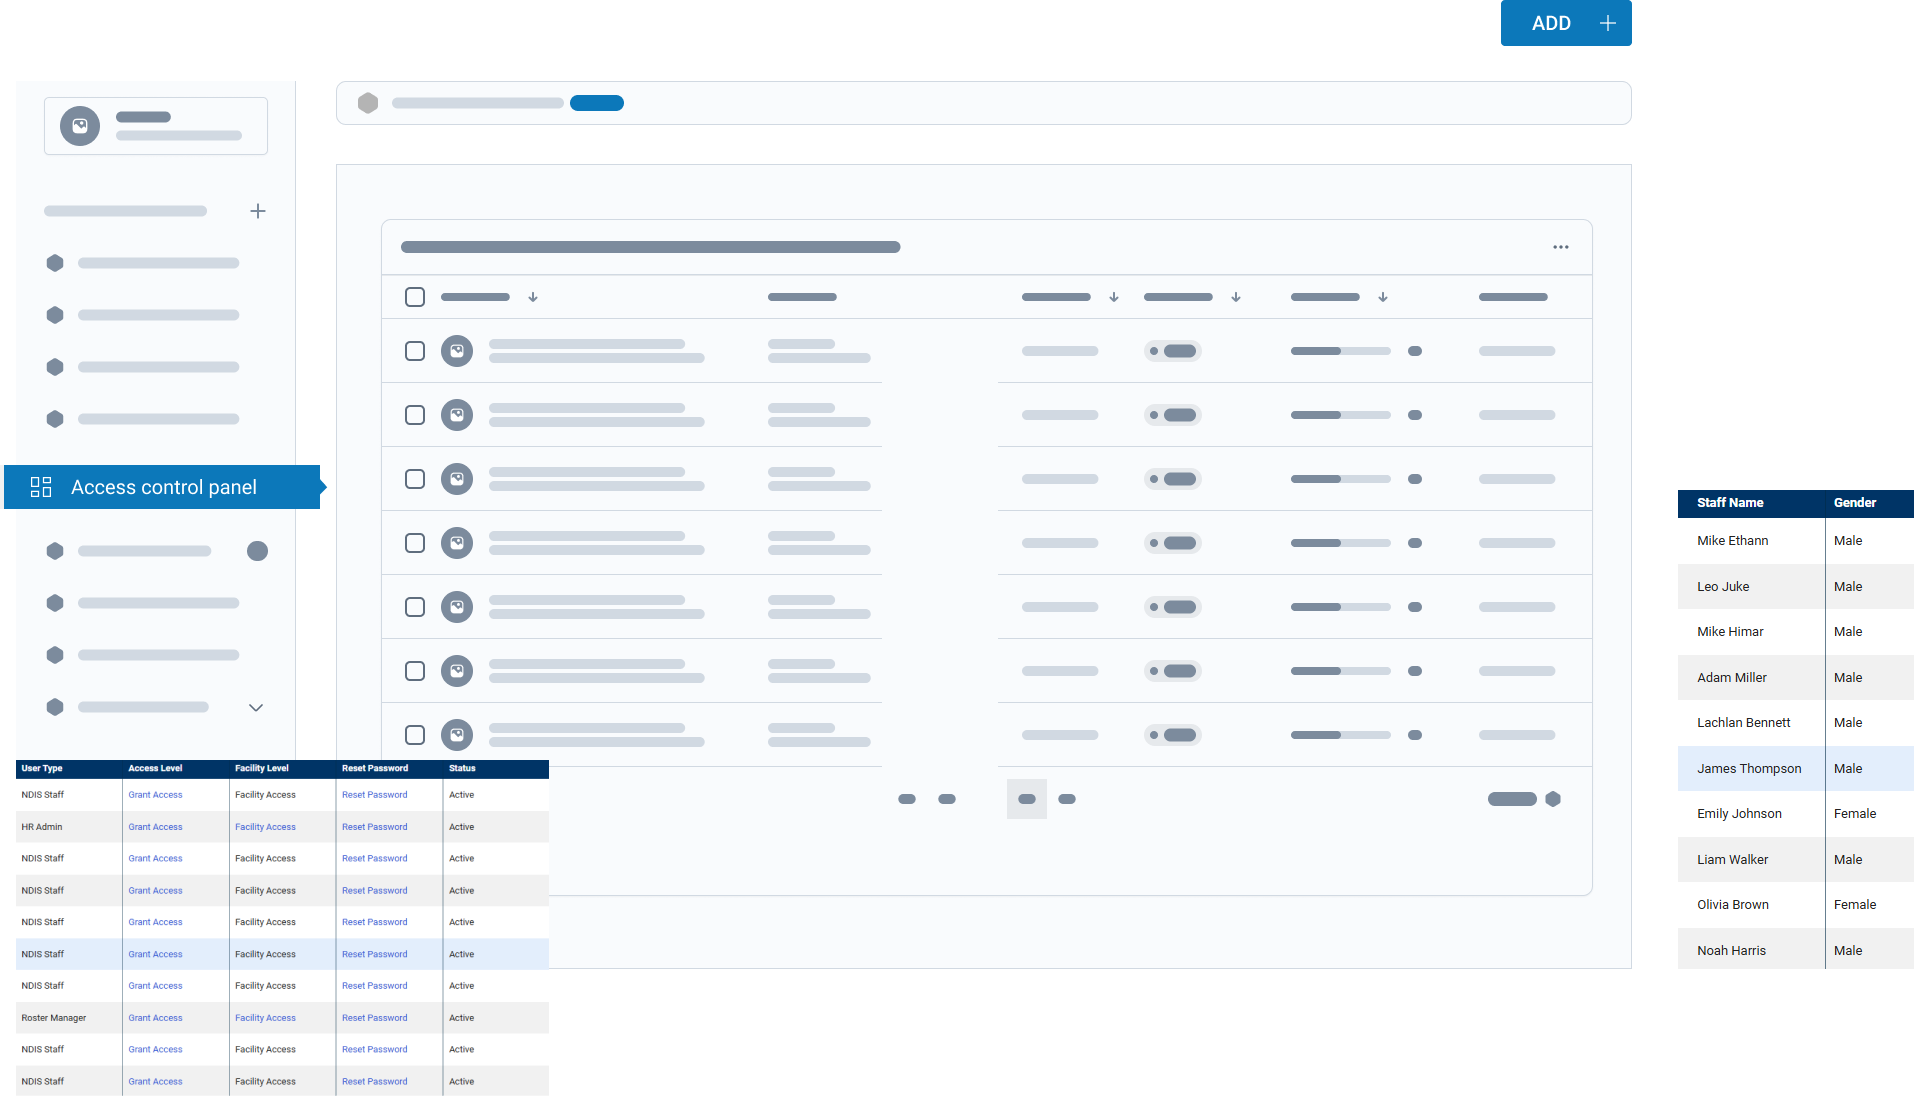 ADD
Access control panel
Staff Name Gender
Mike Ethann Male
Leo Juke Male
Mike Himar Male
Adam Miller Male
Lachlan Bennett Male
James Thompson Male
Emily Johnson Female
Liam Walker Male
Olivia Brown Female
Noah Harris Male
User Type Access Level Facility Level Reset Password Status
NDIS Staff Grant Access Facility Access Reset Password Active
HR Admin Grant Access Facility Access Reset Password Active
NDIS Staff Grant Access Facility Access Reset Password Active
NDIS Staff Grant Access Facility Access Reset Password Active
NDIS Staff Grant Access Facility Access Reset Password Active
NDIS Staff Grant Access Facility Access Reset Password Active
NDIS Staff Grant Access Facility Access Reset Password Active
Roster Manager Grant Access Facility Access Reset Password Active
NDIS Staff Grant Access Facility Access Reset Password Active
NDIS Staff Grant Access Facility Access Reset Password Active